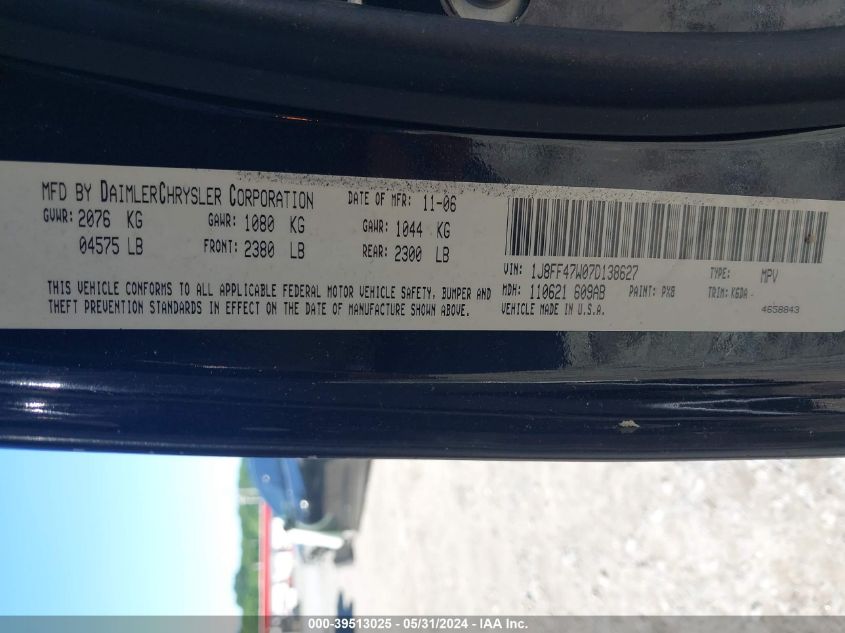 MFD BY DAIMLERCHRYSLER CORPORATION DATE OF MFR: 11-06
GVWR: 2076 KG GAWR: 1080 KG GAWR: 1044 KG
04575 LB FRONT: 2380 LB REAR: 2300 LB
THIS VEHICLE CONFORMS TO ALL APPLICABLE FEDERAL MOTOR VEHICLE SAFETY, BUMPER AND
THEFT PREVENTION STANDARDS IN EFFECT ON THE DATE OF MANUFACTURE SHOWN ABOVE.
VIN: 1J8FF47W07D138627 TYPE: MPV
MDH: 110621 609AB PAINT: PX8 TRIM: K6DA -
VEHICLE MADE IN U.S.A. 4658843
000-39513025 - 05/31/2024 - IAA Inc.